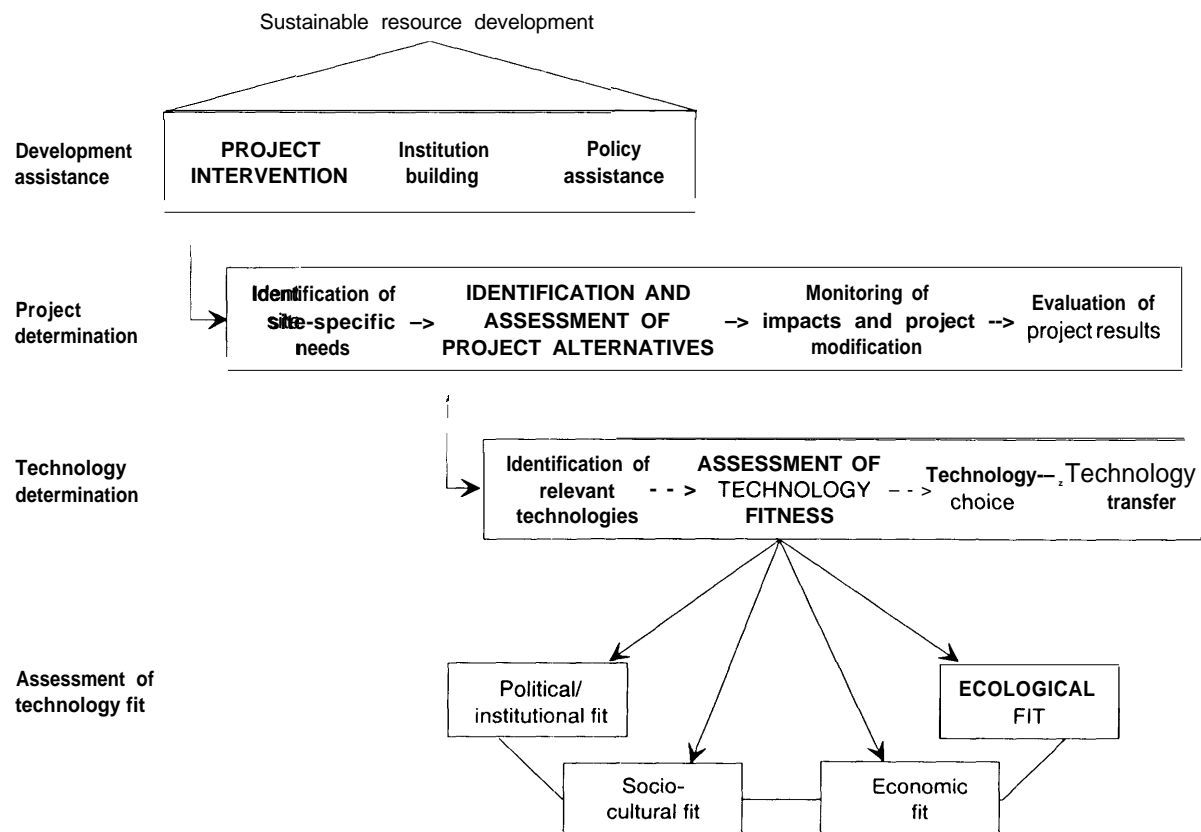 Sustainable resource development
Development
assistance
PROJECT
INTERVENTION
Institution
building
Policy
assistance
Project
determination
Identification of
site-specific
needs
->
IDENTIFICATION AND
ASSESSMENT OF
PROJECT ALTERNATIVES
->
Monitoring of
impacts and project
modification
-->
Evaluation of
project results
Technology
determination
Identification of
relevant
technologies
-->
ASSESSMENT OF
TECHNOLOGY
FITNESS
-->
Technology
choice
Technology
transfer
Assessment of
technology fit
Political/
institutional fit
Socio-
cultural fit
Economic
fit
ECOLOGICAL
FIT